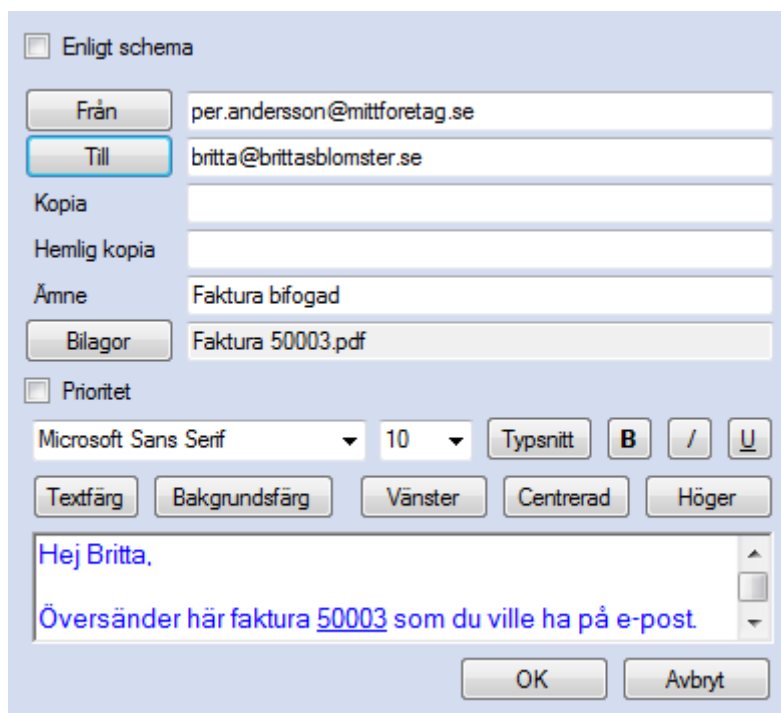 Enligt schema
Från per.andersson@mittforetag.se
Till britta@brittasblomster.se
Kopia
Hemlig kopia
Ämne Faktura bifogad
Bilagor Faktura 50003.pdf
Prioritet
Microsoft Sans Serif 10 Typsnitt B I U
Textfärg Bakgrundsfärg Vänster Centrerad Höger
Hej Britta,
Översänder här faktura 50003 som du ville ha på e-post.
OK Avbryt